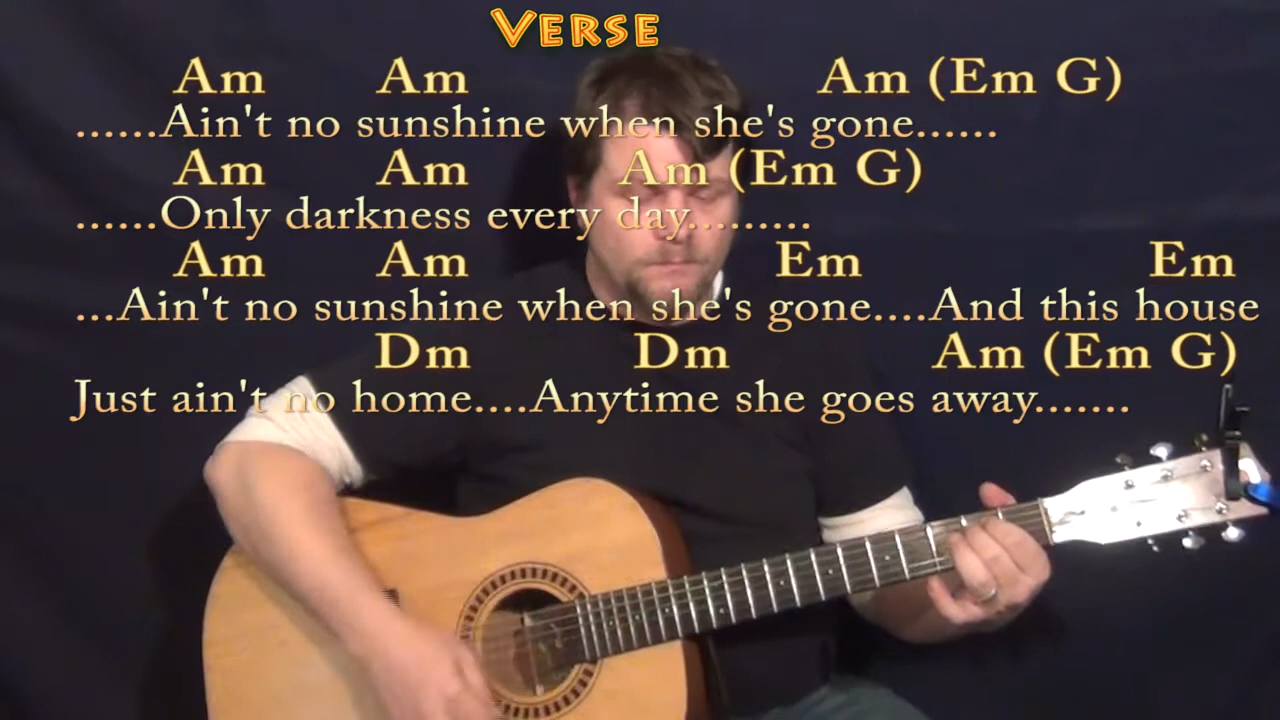 VERSE
Am Am Am (Em G)
......Ain't no sunshine when she's gone......
Am Am Am (Em G)
......Only darkness every day.........
Am Am Em Em
...Ain't no sunshine when she's gone....And this house
Dm Dm Am (Em G)
Just ain't no home....Anytime she goes away.......